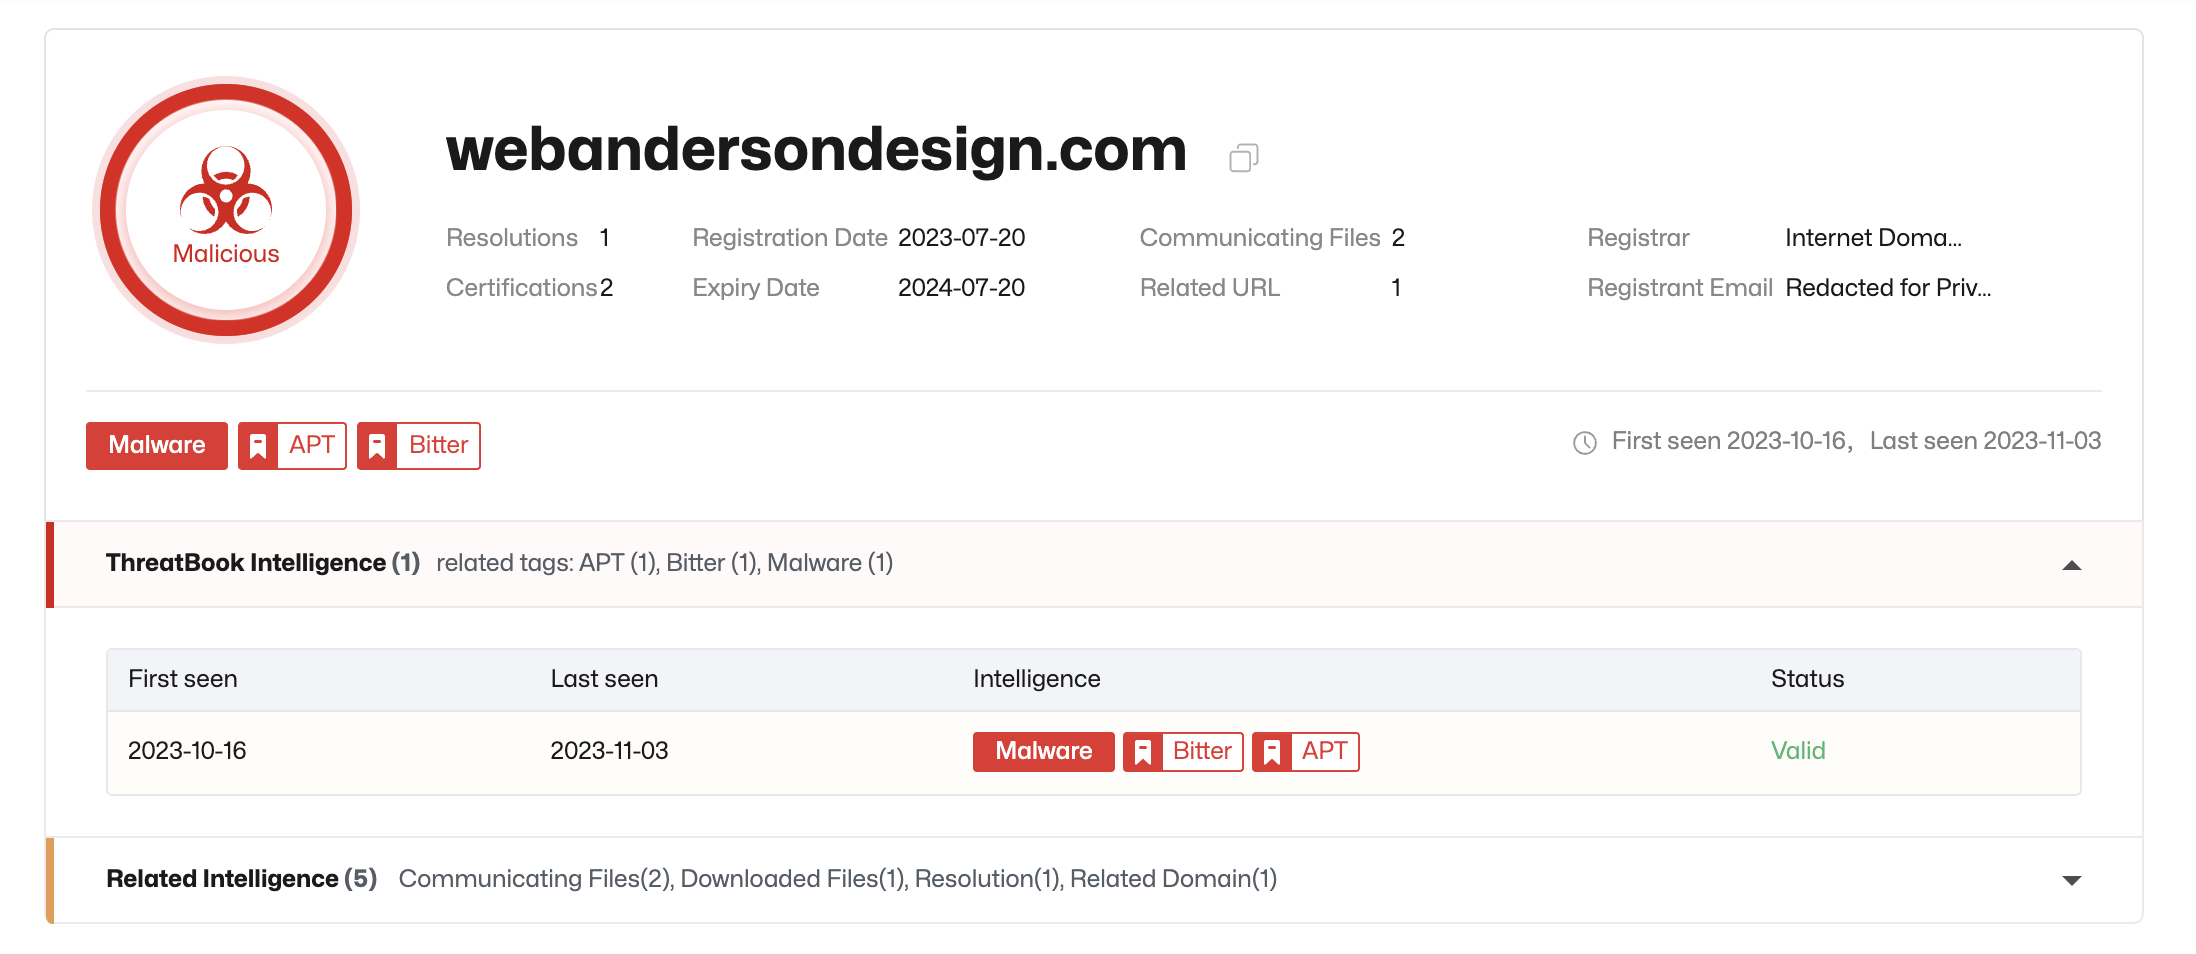 webandersondesign.com
Resolutions 1 Registration Date 2023-07-20 Communicating Files 2 Registrar Internet Doma...
Certifications 2 Expiry Date 2024-07-20 Related URL 1 Registrant Email Redacted for Priv...
Malicious
Malware APT Bitter First seen 2023-10-16, Last seen 2023-11-03
ThreatBook Intelligence (1) related tags: APT (1), Bitter (1), Malware (1)
First seen Last seen Intelligence Status
2023-10-16 2023-11-03 Malware Bitter APT Valid
Related Intelligence (5) Communicating Files(2), Downloaded Files(1), Resolution(1), Related Domain(1)